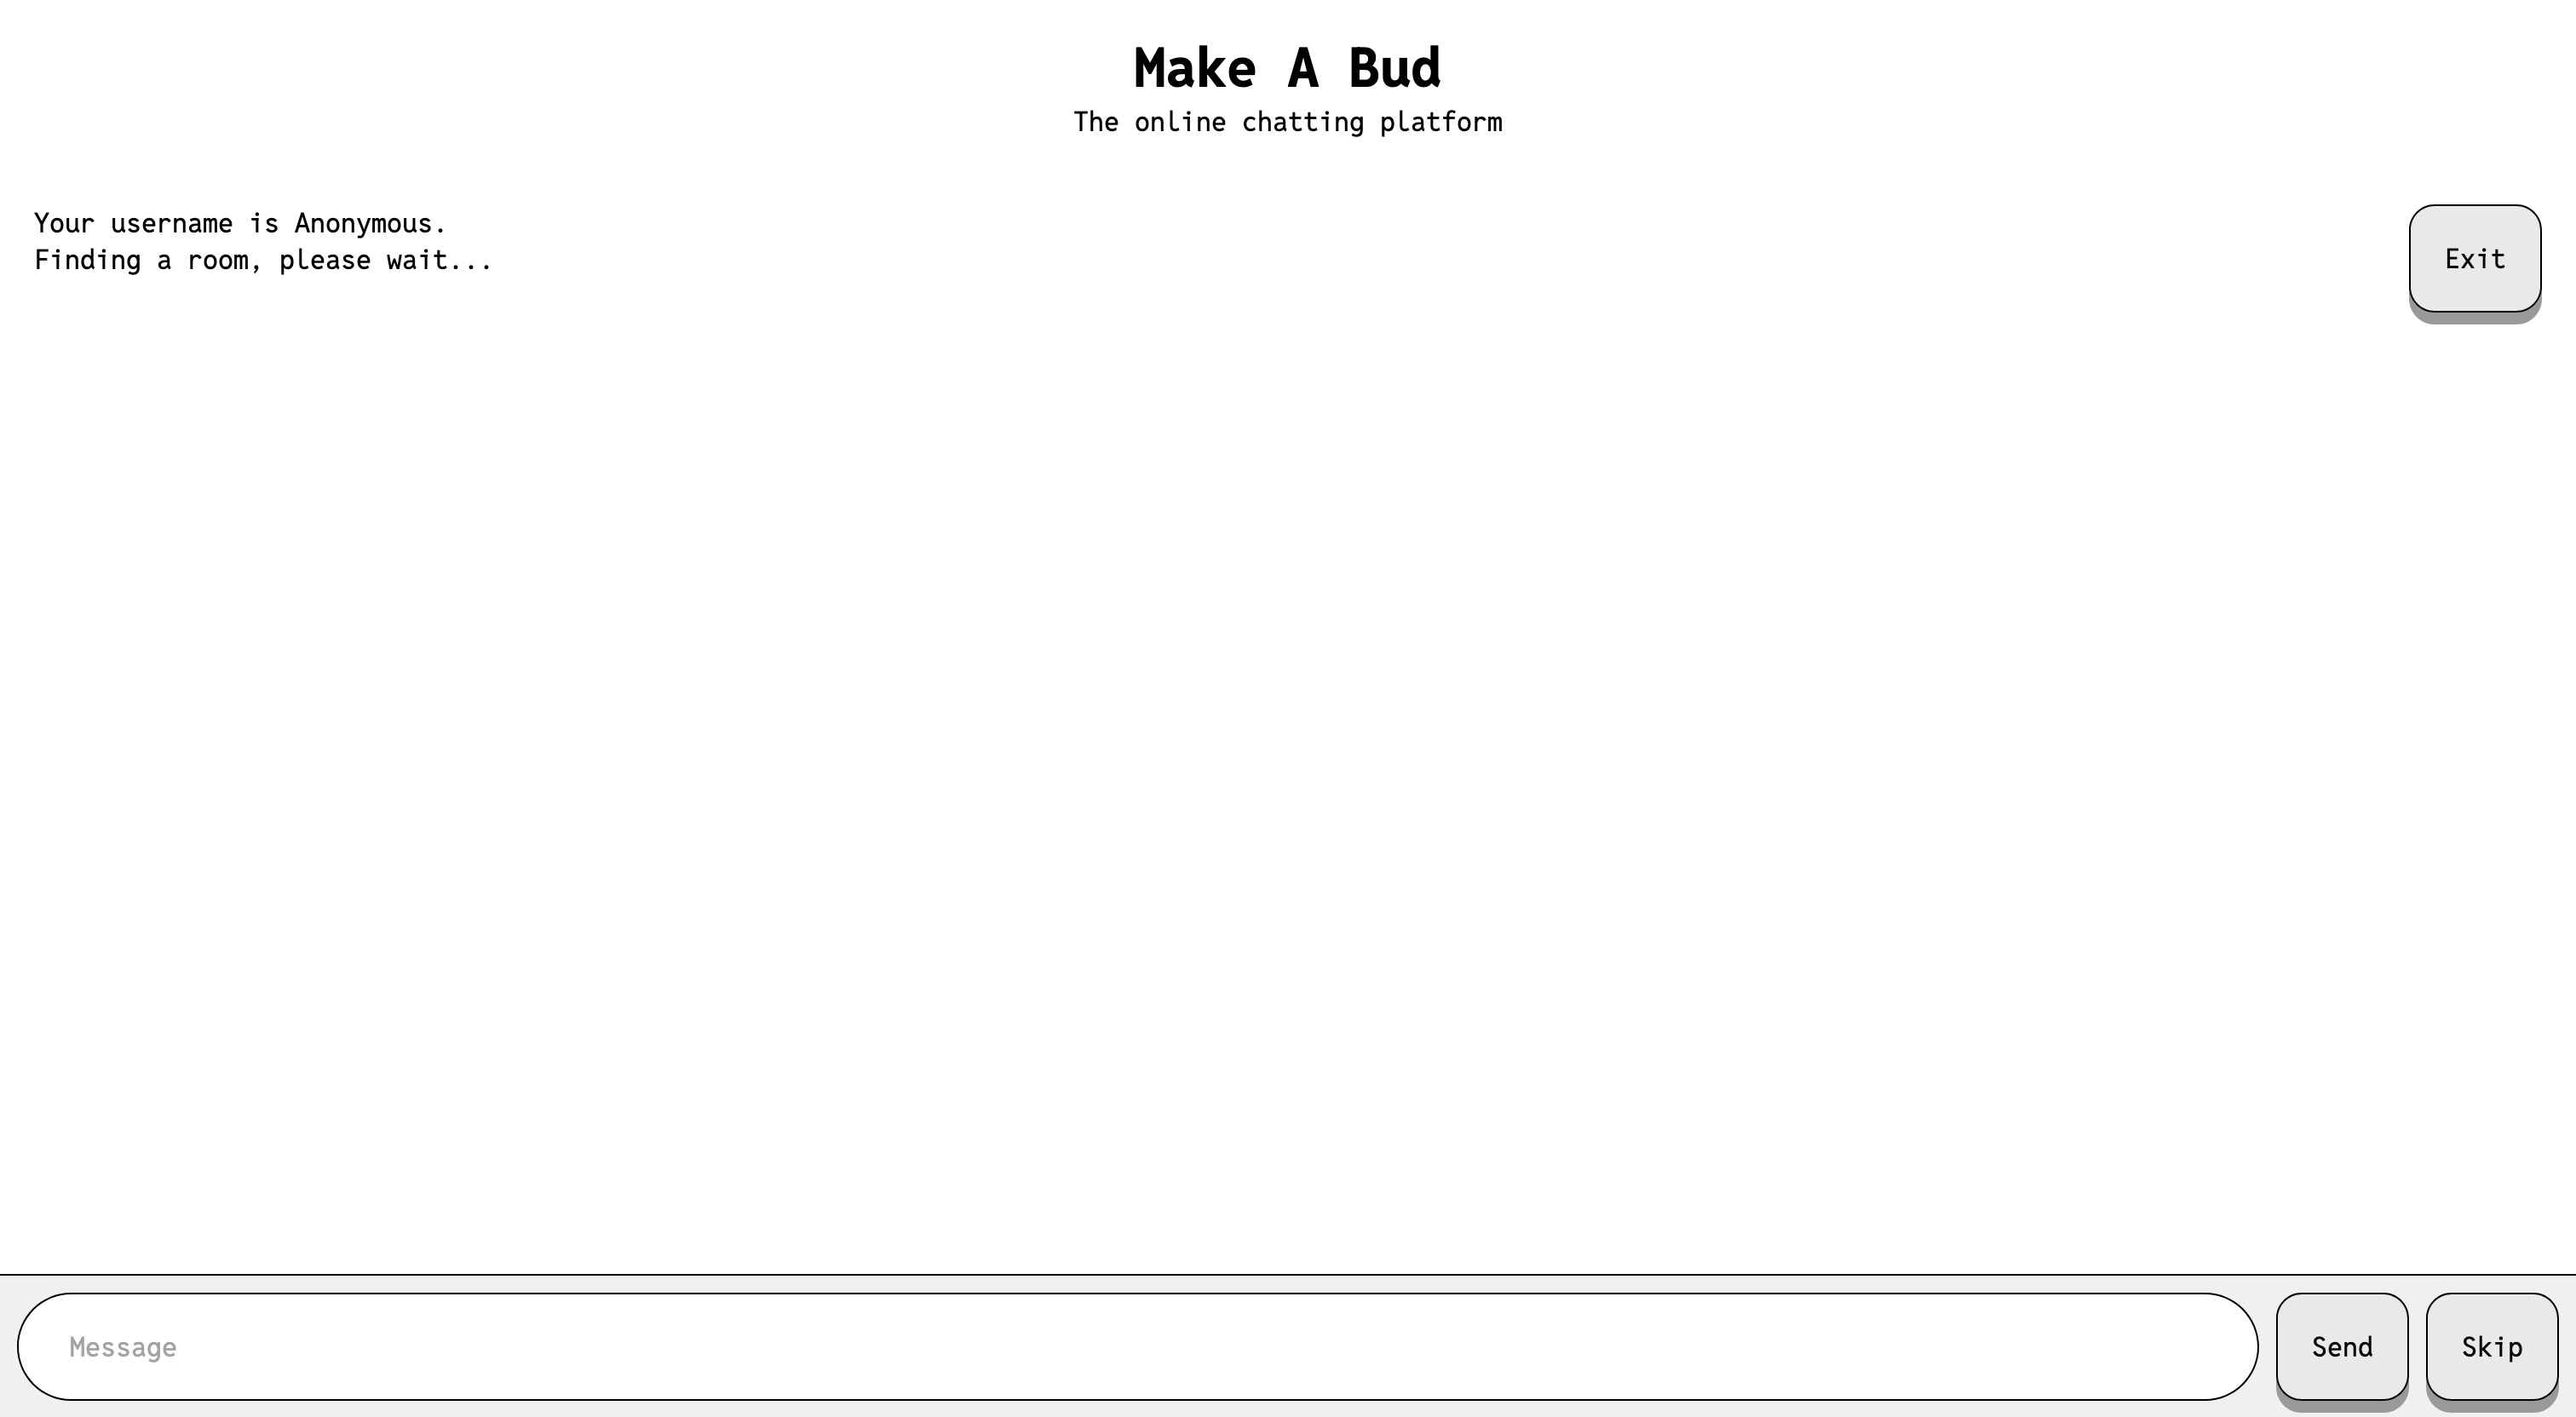 Make A Bud
The online chatting platform
Your username is Anonymous.
Finding a room, please wait...
Exit
Message
Send
Skip